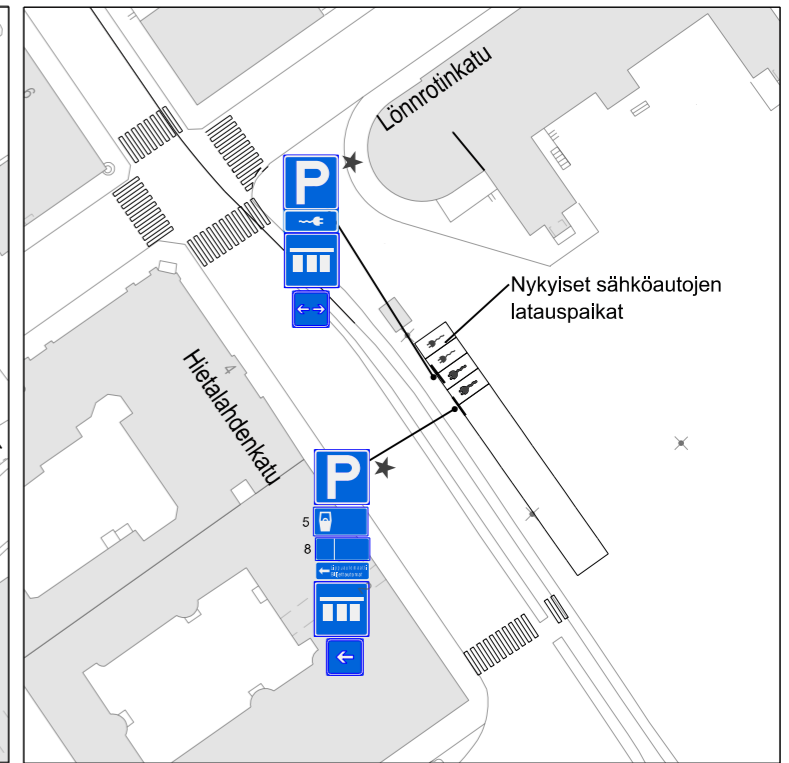 Lönnrotinkatu
P
Nykyiset sähköautojen
latauspaikat
Hietalahdenkatu
4
P
5
8